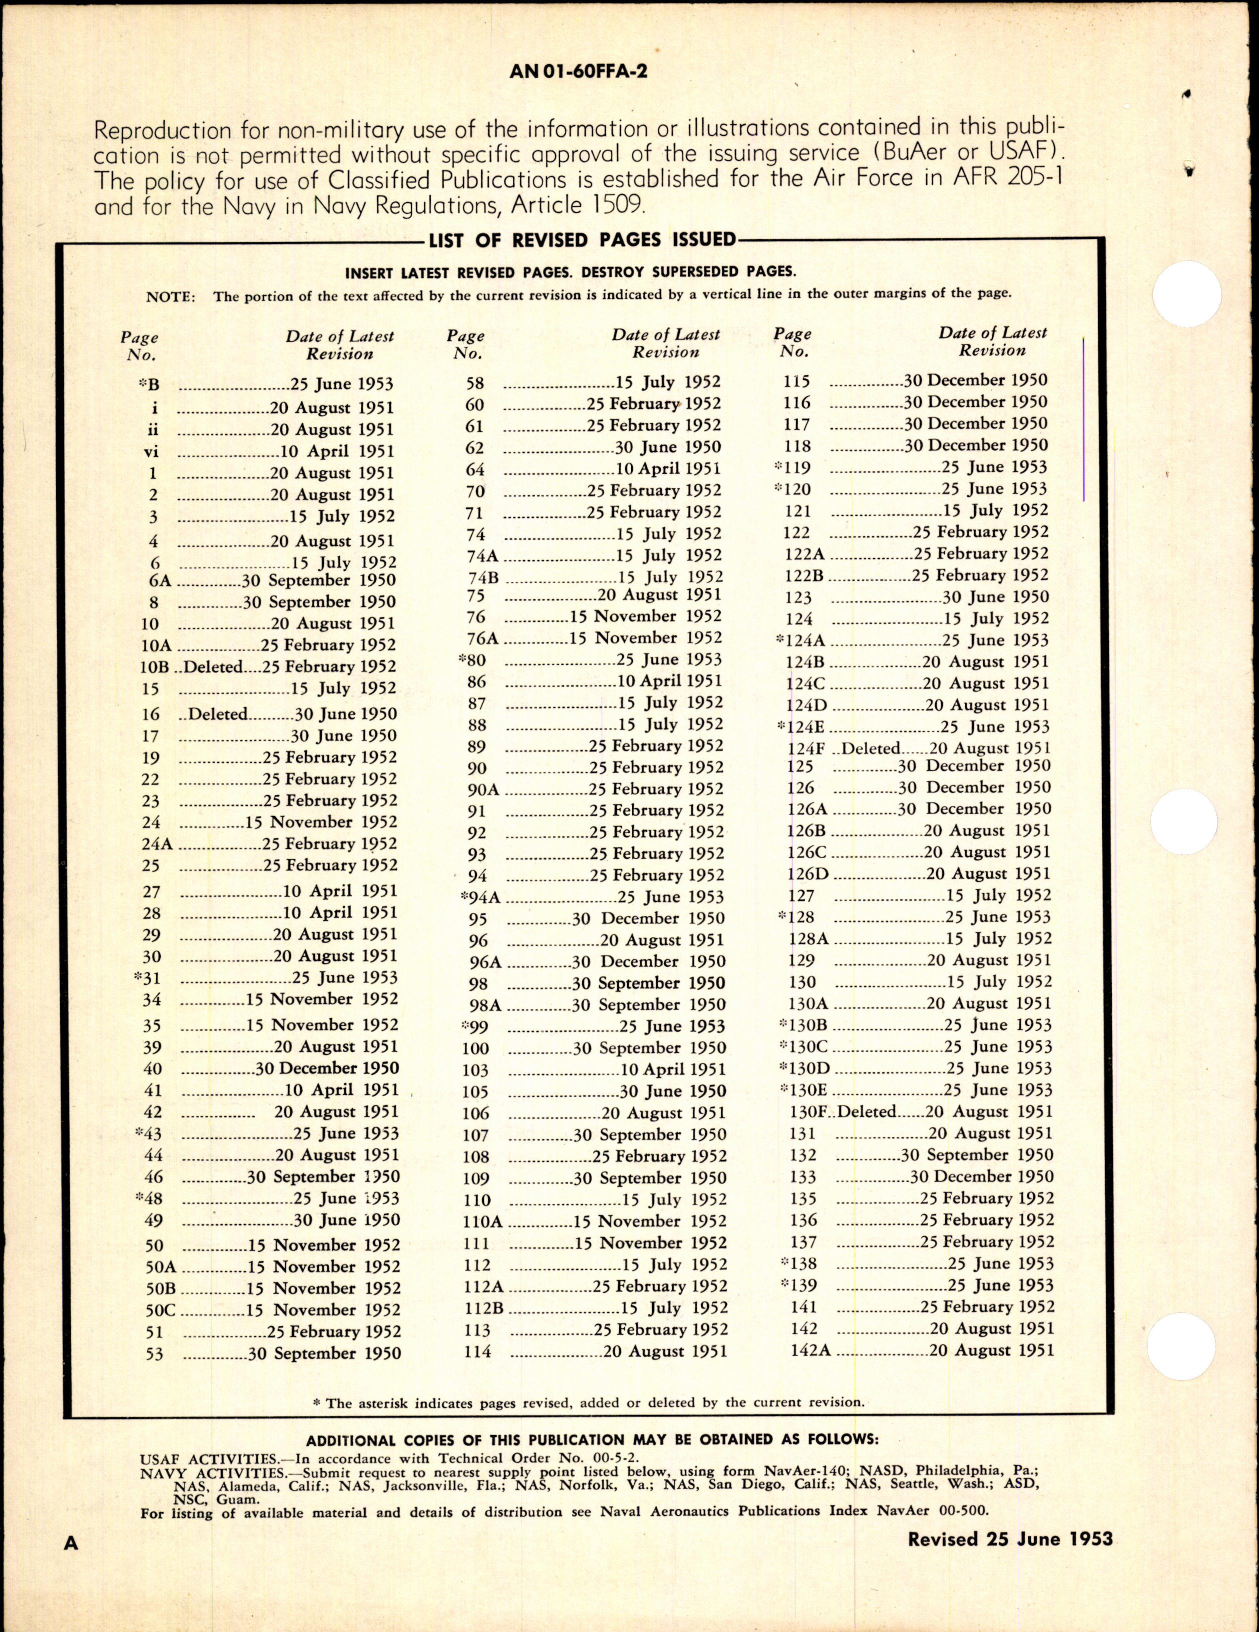 AN 01-60FFA-2
Reproduction for non-military use of the information or illustrations contained in this publi-
cation is not permitted without specific approval of the issuing service (BuAer or USAF).
The policy for use of Classified Publications is established for the Air Force in AFR 205-1
and for the Navy in Navy Regulations, Article 1509.
LIST OF REVISED PAGES ISSUED
INSERT LATEST REVISED PAGES. DESTROY SUPERSEDED PAGES.
NOTE: The portion of the text affected by the current revision is indicated by a vertical line in the outer margins of the page.
Page Date of Latest
No. Revision
*B ........................25 June 1953
i ....................20 August 1951
ii ....................20 August 1951
vi ......................10 April 1951
1 ....................20 August 1951
2 ....................20 August 1951
3 ........................15 July 1952
4 ....................20 August 1951
6 ........................15 July 1952
6A..............30 September 1950
8 ..............30 September 1950
10 ....................20 August 1951
10A..................25 February 1952
10B ..Deleted....25 February 1952
15 ........................15 July 1952
16 ..Deleted..........30 June 1950
17 ........................30 June 1950
19 ..................25 February 1952
22 ..................25 February 1952
23 ..................25 February 1952
24 ..............15 November 1952
24A..................25 February 1952
25 ..................25 February 1952
27 ......................10 April 1951
28 ......................10 April 1951
29 ....................20 August 1951
30 ....................20 August 1951
*31 ........................25 June 1953
34 ..............15 November 1952
35 ..............15 November 1952
39 ....................20 August 1951
40 ................30 December 1950
41 ......................10 April 1951
42 ................ 20 August 1951
*43 ........................25 June 1953
44 ....................20 August 1951
46 ..............30 September 1950
*48 ........................25 June 1953
49 ........................30 June 1950
50 ..............15 November 1952
50A..............15 November 1952
50B..............15 November 1952
50C..............15 November 1952
51 ..................25 February 1952
53 ..............30 September 1950
Page Date of Latest
No. Revision
58 ........................15 July 1952
60 ..................25 February 1952
61 ..................25 February 1952
62 ........................30 June 1950
64 ........................10 April 1951
70 ..................25 February 1952
71 ..................25 February 1952
74 ........................15 July 1952
74A........................15 July 1952
74B........................15 July 1952
75 ....................20 August 1951
76 ..............15 November 1952
76A..............15 November 1952
*80 ........................25 June 1953
86 ........................10 April 1951
87 ........................15 July 1952
88 ........................15 July 1952
89 ..................25 February 1952
90 ..................25 February 1952
90A..................25 February 1952
91 ..................25 February 1952
92 ..................25 February 1952
93 ..................25 February 1952
94 ..................25 February 1952
*94A........................25 June 1953
95 ..............30 December 1950
96 ....................20 August 1951
96A..............30 December 1950
98 ..............30 September 1950
98A..............30 September 1950
*99 ........................25 June 1953
100 ..............30 September 1950
103 ........................10 April 1951
105 ........................30 June 1950
106 ....................20 August 1951
107 ..............30 September 1950
108 ..................25 February 1952
109 ..............30 September 1950
110 ........................15 July 1952
110A..............15 November 1952
111 ..............15 November 1952
112 ........................15 July 1952
112A..................25 February 1952
112B........................15 July 1952
113 ..................25 February 1952
114 ....................20 August 1951
Page Date of Latest
No. Revision
115 ................30 December 1950
116 ................30 December 1950
117 ................30 December 1950
118 ................30 December 1950
*119 ........................25 June 1953
*120 ........................25 June 1953
121 ........................15 July 1952
122 ..................25 February 1952
122A..................25 February 1952
122B..................25 February 1952
123 ........................30 June 1950
124 ........................15 July 1952
*124A........................25 June 1953
124B....................20 August 1951
124C....................20 August 1951
124D....................20 August 1951
*124E........................25 June 1953
124F ..Deleted......20 August 1951
125 ..............30 December 1950
126 ..............30 December 1950
126A..............30 December 1950
126B....................20 August 1951
126C....................20 August 1951
126D....................20 August 1951
127 ........................15 July 1952
*128 ........................25 June 1953
128A........................15 July 1952
129 ....................20 August 1951
130 ........................15 July 1952
130A....................20 August 1951
*130B........................25 June 1953
*130C........................25 June 1953
*130D........................25 June 1953
*130E........................25 June 1953
130F..Deleted......20 August 1951
131 ....................20 August 1951
132 ..............30 September 1950
133 ................30 December 1950
135 ..................25 February 1952
136 ..................25 February 1952
137 ..................25 February 1952
*138 ........................25 June 1953
*139 ........................25 June 1953
141 ..................25 February 1952
142 ....................20 August 1951
142A....................20 August 1951
* The asterisk indicates pages revised, added or deleted by the current revision.
ADDITIONAL COPIES OF THIS PUBLICATION MAY BE OBTAINED AS FOLLOWS:
USAF ACTIVITIES.—In accordance with Technical Order No. 00-5-2.
NAVY ACTIVITIES.—Submit request to nearest supply point listed below, using form NavAer-140; NASD, Philadelphia, Pa.;
NAS, Alameda, Calif.; NAS, Jacksonville, Fla.; NAS, Norfolk, Va.; NAS, San Diego, Calif.; NAS, Seattle, Wash.; ASD,
NSC, Guam.
For listing of available material and details of distribution see Naval Aeronautics Publications Index NavAer 00-500.
A Revised 25 June 1953